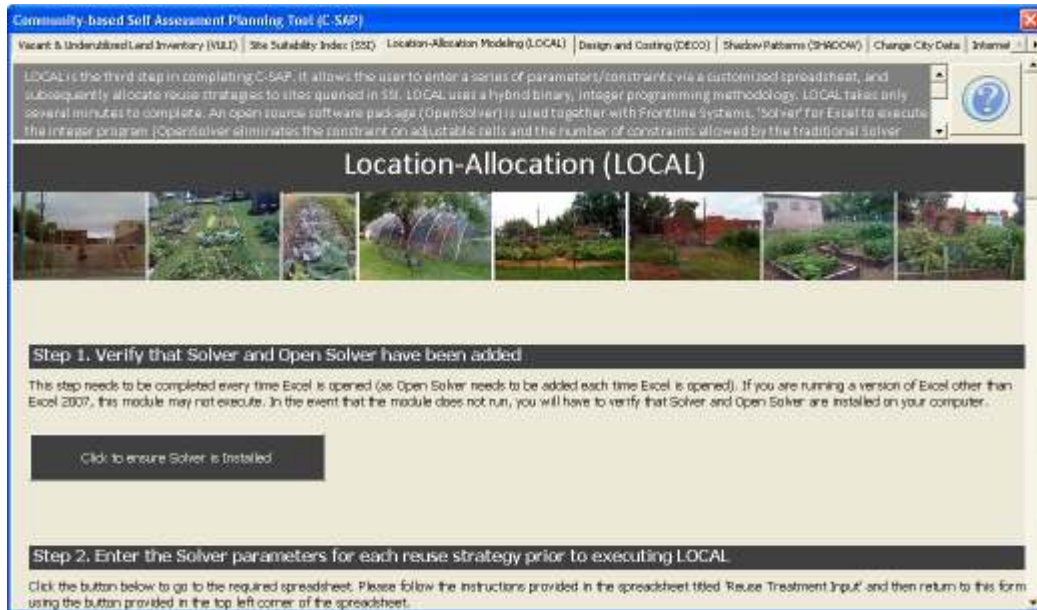 Community-based Self Assessment Planning Tool (C-SAP)
Vacant & Underutilized Land Inventory (VULI) Site Suitability Index (SSI) Location-Allocation Modeling (LOCAL) Design and Costing (DECO) Shadow Patterns (SHADOW) Change City Data Internet
LOCAL is the third step in completing C-SAP. It allows the user to enter a series of parameters/constraints via a customized spreadsheet, and
subsequently allocate reuse strategies to sites queried in SSI. LOCAL uses a hybrid binary, integer programming methodology. LOCAL takes only
several minutes to complete. An open source software package (OpenSolver) is used together with Frontline Systems, 'Solver' for Excel to execute
the integer program (OpenSolver eliminates the constraint on adjustable cells and the number of constraints allowed by the traditional Solver
Location-Allocation (LOCAL)
Step 1. Verify that Solver and Open Solver have been added
This step needs to be completed every time Excel is opened (as Open Solver needs to be added each time Excel is opened). If you are running a version of Excel other than
Excel 2007, this module may not execute. In the event that the module does not run, you will have to verify that Solver and Open Solver are installed on your computer.
Click to ensure Solver is Installed
Step 2. Enter the Solver parameters for each reuse strategy prior to executing LOCAL
Click the button below to go to the required spreadsheet. Please follow the instructions provided in the spreadsheet titled 'Reuse Treatment Input' and then return to this form
using the button provided in the top left corner of the spreadsheet.